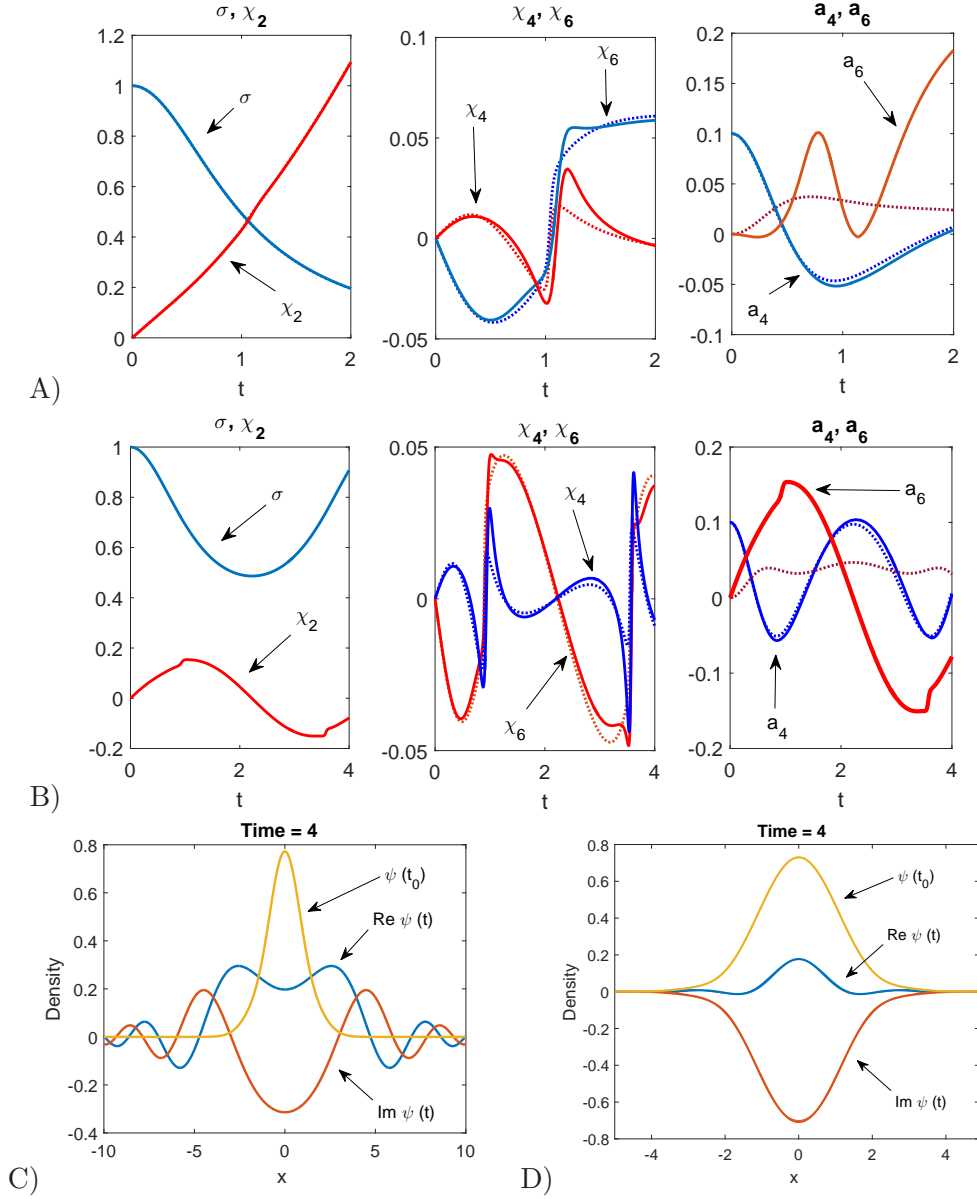 σ, χ₂
χ₄, χ₆
a₄, a₆
1.2
1
0.8
0.6
0.4
0.2
0
σ
χ₂
0
1
2
t
0.1
0.05
0
-0.05
χ₄
χ₆
0
1
2
t
0.2
0.15
0.1
0.05
0
-0.05
-0.1
a₆
a₄
0
1
2
t
A)
σ, χ₂
χ₄, χ₆
a₄, a₆
1
0.8
0.6
0.4
0.2
0
-0.2
σ
χ₂
0
2
4
t
0.05
0
-0.05
χ₄
χ₆
0
2
4
t
0.2
0.1
0
-0.1
-0.2
a₆
a₄
0
2
4
t
B)
Time = 4
Density
0.8
0.6
0.4
0.2
0
-0.2
-0.4
ψ (t₀)
Re ψ (t)
Im ψ (t)
-10
-5
0
5
10
x
C)
Time = 4
Density
0.8
0.6
0.4
0.2
0
-0.2
-0.4
-0.6
-0.8
ψ (t₀)
Re ψ (t)
Im ψ (t)
-4
-2
0
2
4
x
D)